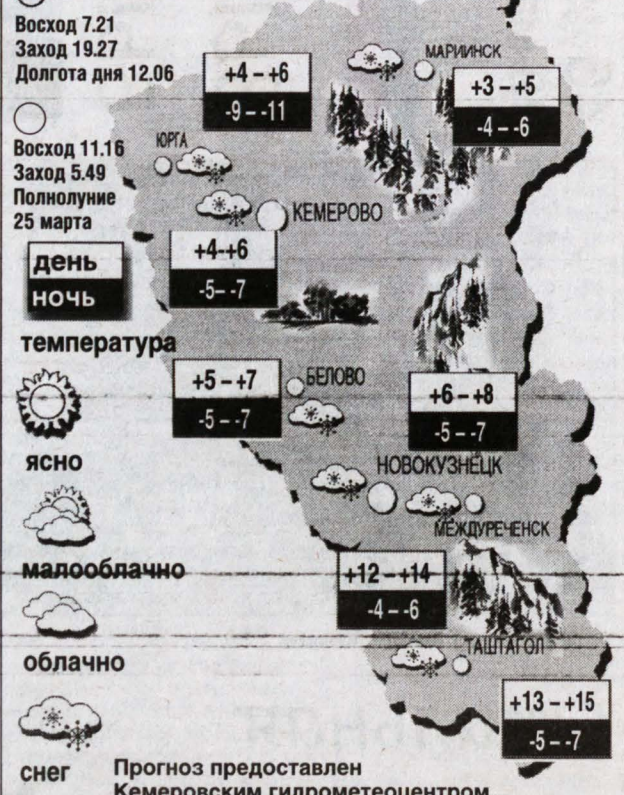 Восход 7.21
Заход 19.27
Долгота дня 12.06
Восход 11.16
Заход 5.49
Полнолуние
25 марта
день
ночь
температура
ясно
малооблачно
облачно
снег
МАРИИНСК
+4 – +6
-9 – -11
+3 – +5
-4 – -6
ЮРГА
КЕМЕРОВО
+4-+6
-5- -7
БЕЛОВО
+5 – +7
-5 – -7
+6 – +8
-5 – -7
НОВОКУЗНЕЦК
МЕЖДУРЕЧЕНСК
+12 – +14
-4 – -6
ТАШТАГОЛ
+13 – +15
-5 – -7
Прогноз предоставлен
Кемеровским гидрометеоцентром